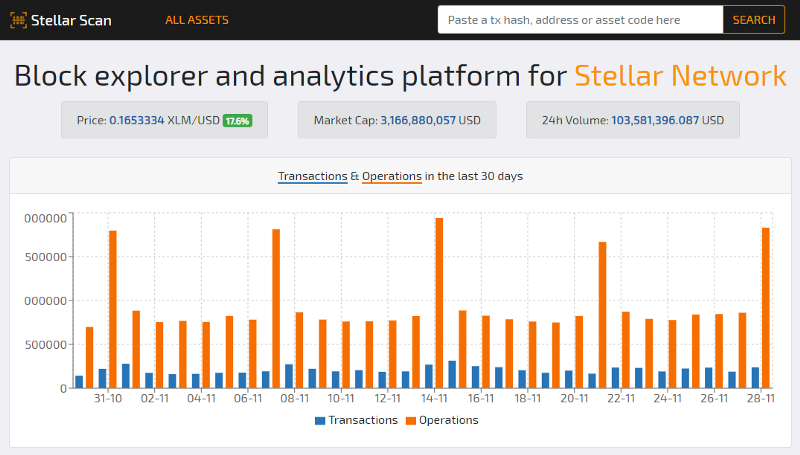 Stellar Scan
ALL ASSETS
Paste a tx hash, address or asset code here
SEARCH
Block explorer and analytics platform for Stellar Network
Price: 0.1653334 XLM/USD 17.6%
Market Cap: 3,166,880,057 USD
24h Volume: 103,581,396.087 USD
Transactions & Operations in the last 30 days
000000
500000
000000
500000
0
31-10 02-11 04-11 06-11 08-11 10-11 12-11 14-11 16-11 18-11 20-11 22-11 24-11 26-11 28-11
Transactions Operations